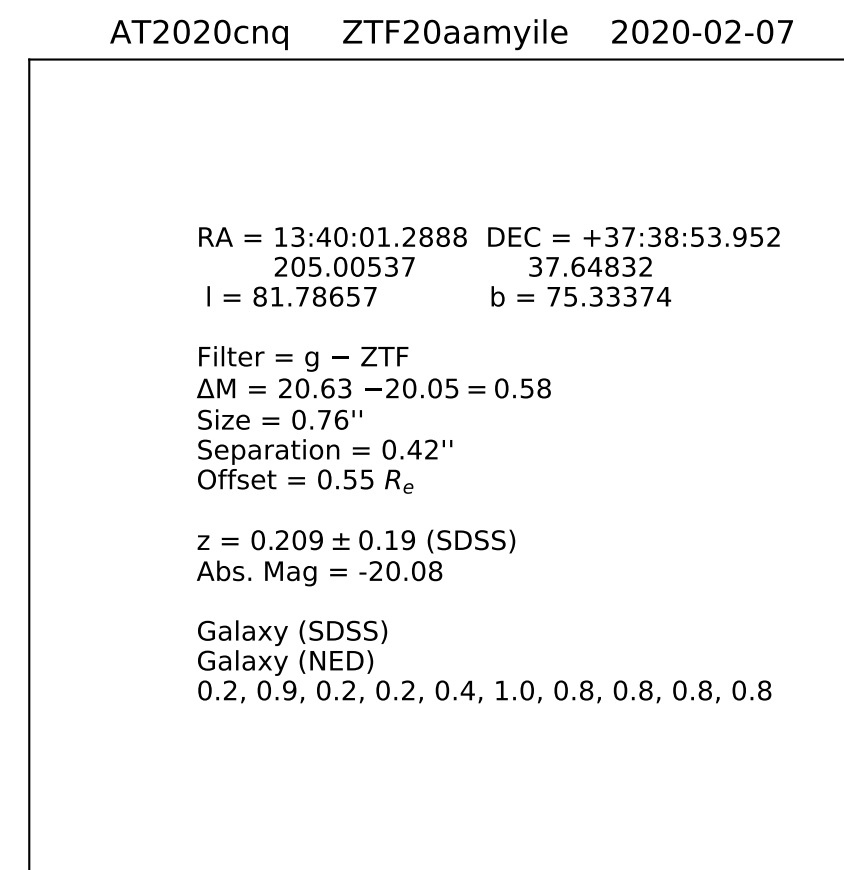 AT2020cnq ZTF20aamyile 2020-02-07
RA = 13:40:01.2888 DEC = +37:38:53.952
205.00537 37.64832
l = 81.78657 b = 75.33374
Filter = g − ZTF
ΔM = 20.63 −20.05 = 0.58
Size = 0.76''
Separation = 0.42''
Offset = 0.55 Rₑ
z = 0.209 ± 0.19 (SDSS)
Abs. Mag = -20.08
Galaxy (SDSS)
Galaxy (NED)
0.2, 0.9, 0.2, 0.2, 0.4, 1.0, 0.8, 0.8, 0.8, 0.8